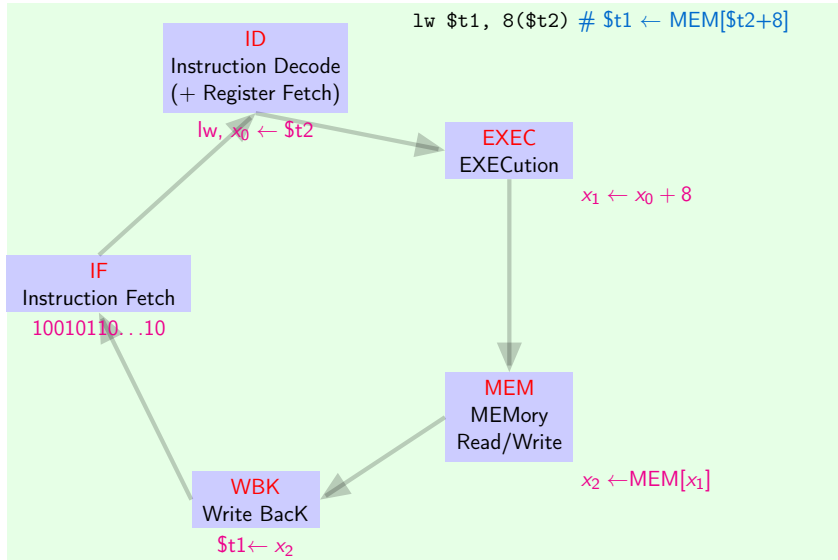 lw $t1, 8($t2) # $t1 ← MEM[$t2+8]
ID
Instruction Decode
(+ Register Fetch)
lw, x₀ ← $t2
EXEC
EXECution
x₁ ← x₀ + 8
IF
Instruction Fetch
10010110...10
MEM
MEMory
Read/Write
x₂ ←MEM[x₁]
WBK
Write BacK
$t1← x₂